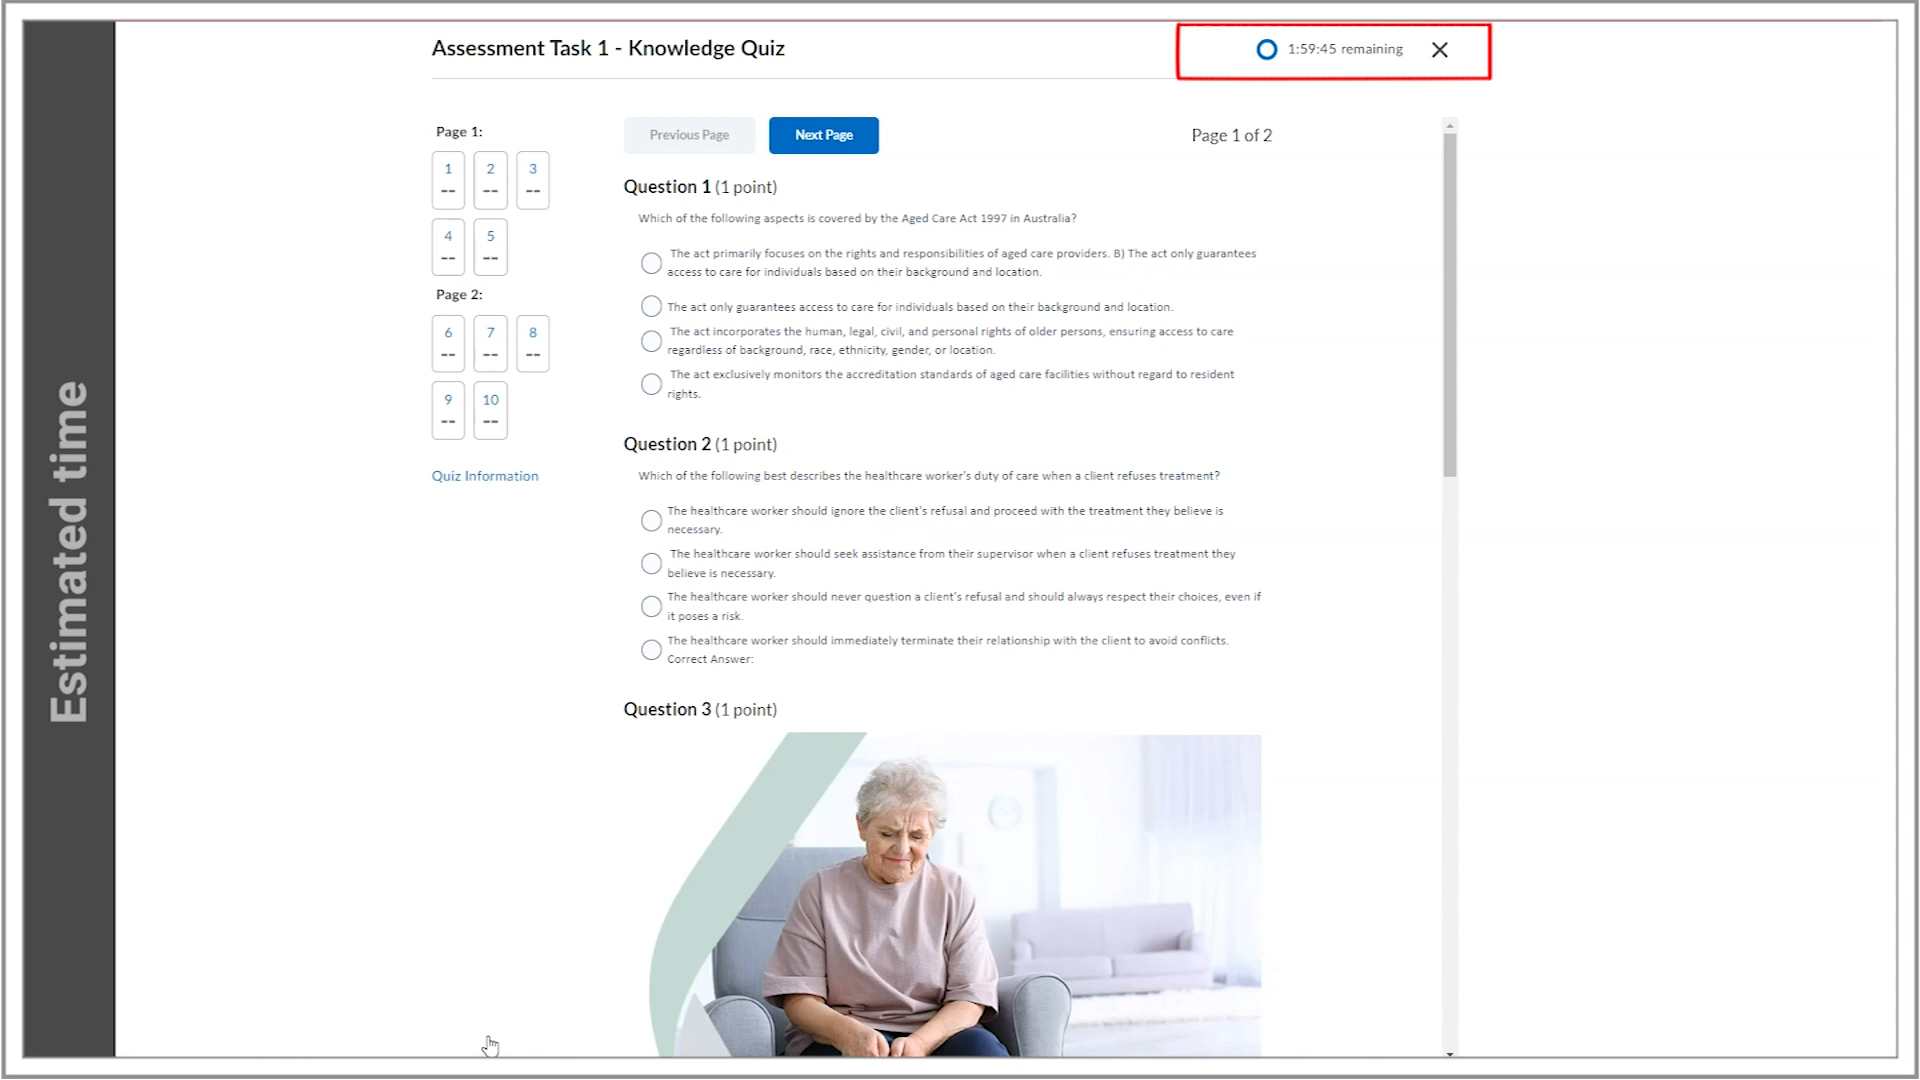 Estimated time
Assessment Task 1 - Knowledge Quiz
1:59:45 remaining
Page 1:
1
--
2
--
3
--
4
--
5
--
Page 2:
6
--
7
--
8
--
9
--
10
--
Quiz Information
Previous Page
Next Page
Page 1 of 2
Question 1 (1 point)
Which of the following aspects is covered by the Aged Care Act 1997 in Australia?
The act primarily focuses on the rights and responsibilities of aged care providers. B) The act only guarantees
access to care for individuals based on their background and location.
The act only guarantees access to care for individuals based on their background and location.
The act incorporates the human, legal, civil, and personal rights of older persons, ensuring access to care
regardless of background, race, ethnicity, gender, or location.
The act exclusively monitors the accreditation standards of aged care facilities without regard to resident
rights.
Question 2 (1 point)
Which of the following best describes the healthcare worker's duty of care when a client refuses treatment?
The healthcare worker should ignore the client's refusal and proceed with the treatment they believe is
necessary.
The healthcare worker should seek assistance from their supervisor when a client refuses treatment they
believe is necessary.
The healthcare worker should never question a client's refusal and should always respect their choices, even if
it poses a risk.
The healthcare worker should immediately terminate their relationship with the client to avoid conflicts.
Correct Answer:
Question 3 (1 point)